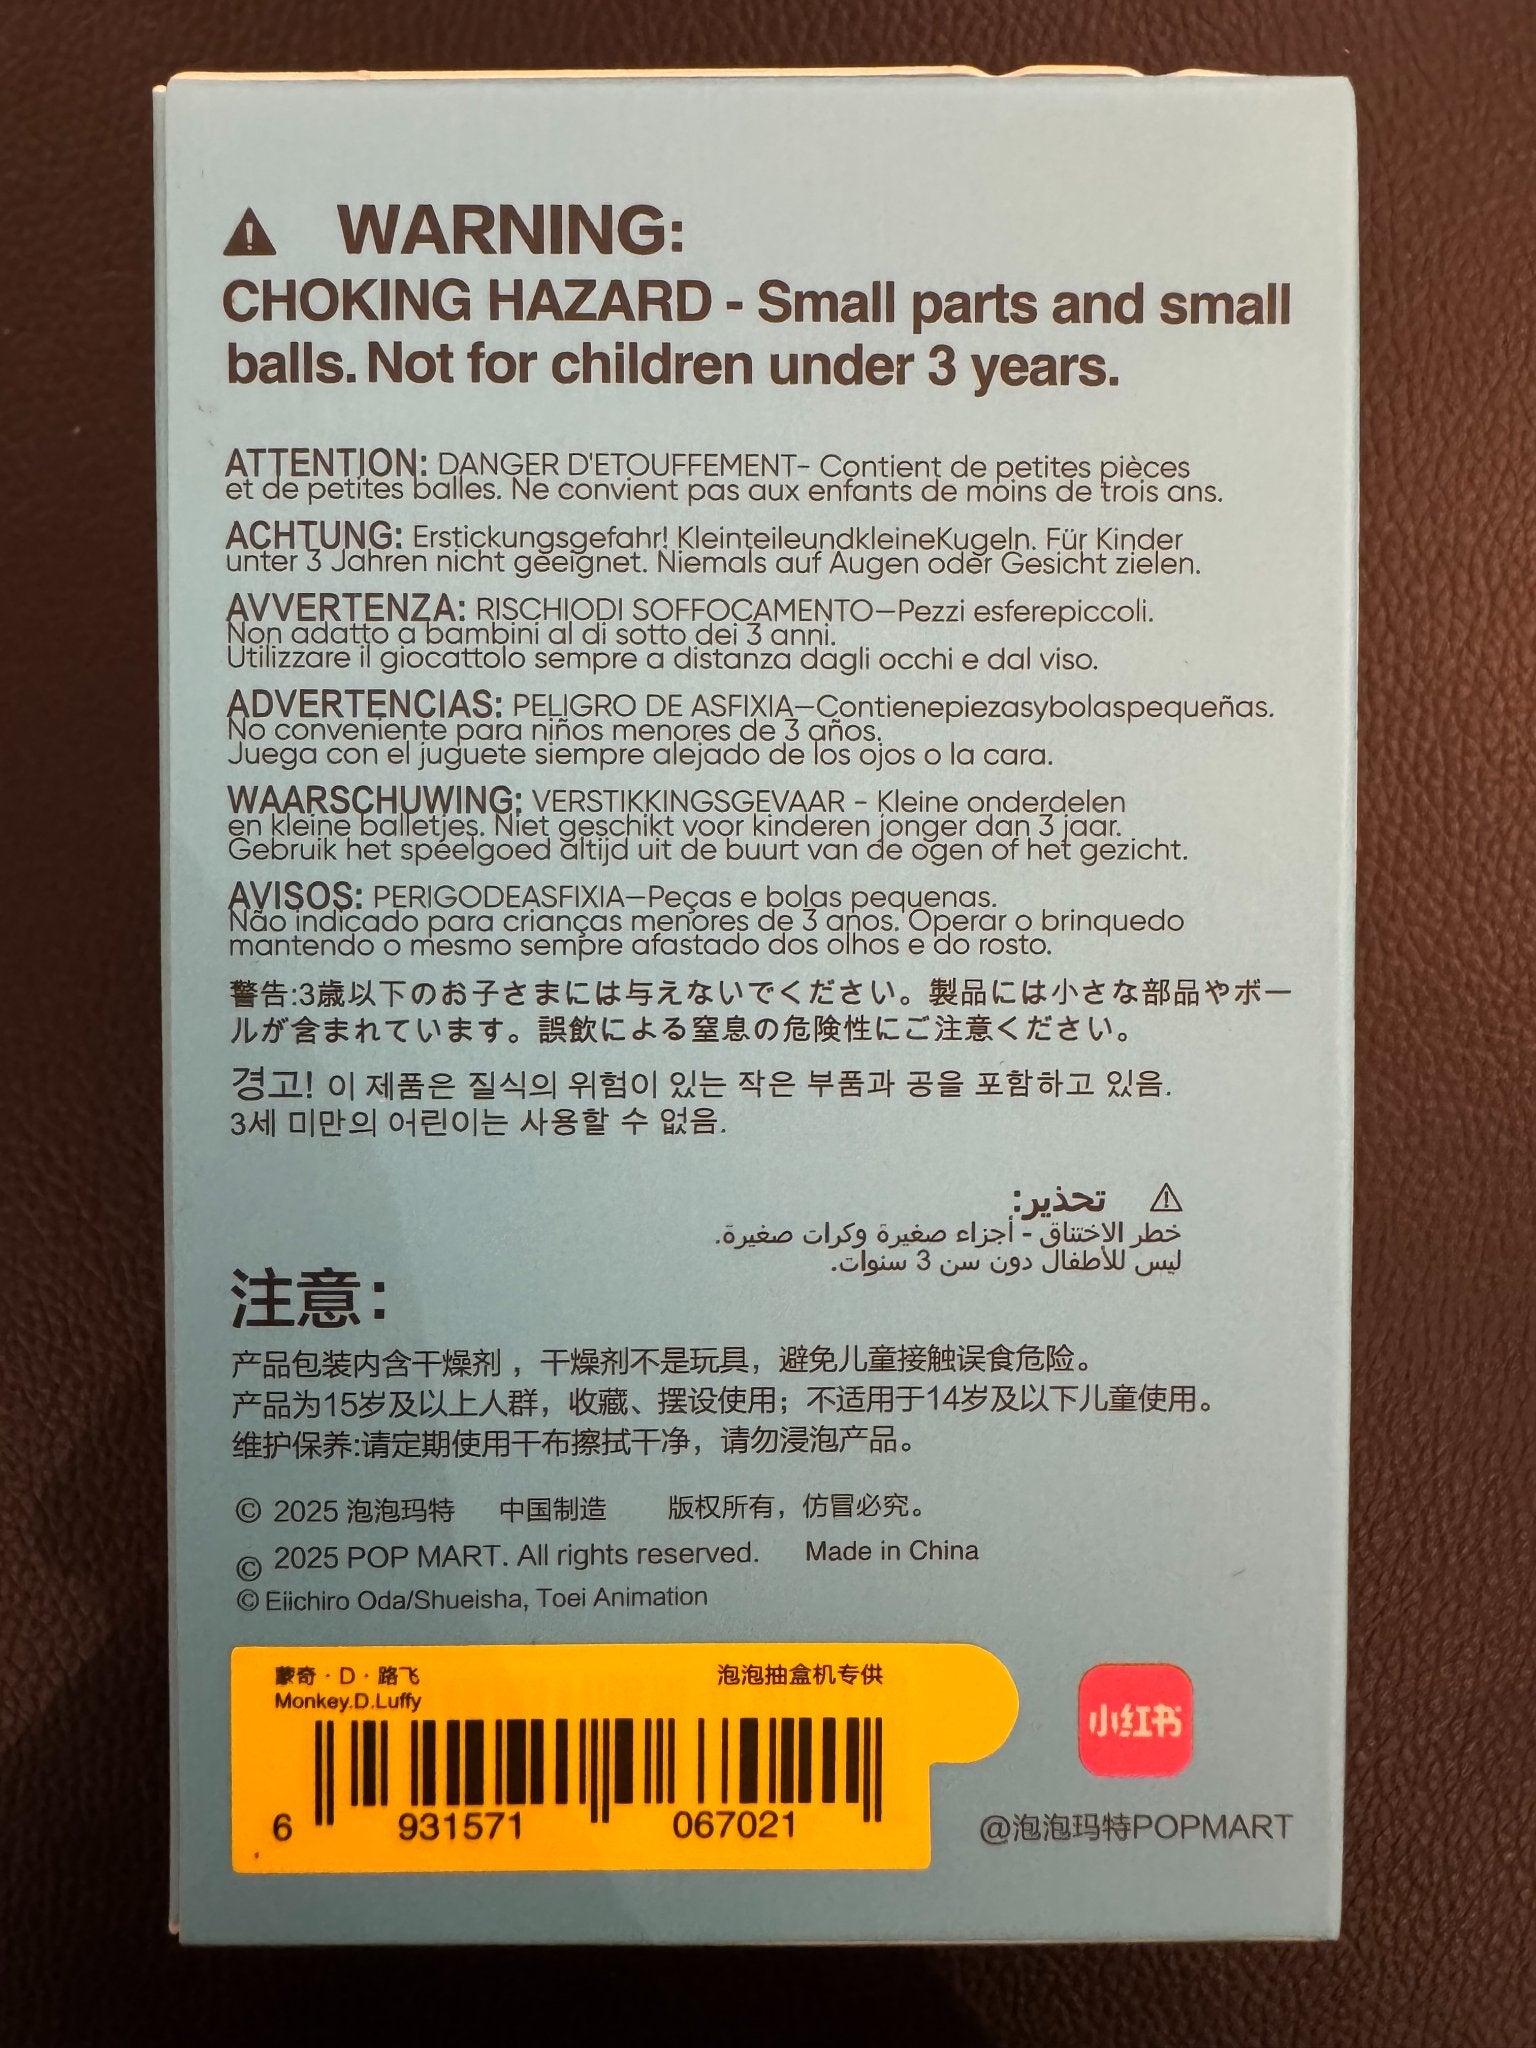 WARNING:
CHOKING HAZARD - Small parts and small
balls. Not for children under 3 years.
ATTENTION: DANGER D'ETOUFFEMENT- Contient de petites pièces
et de petites balles. Ne convient pas aux enfants de moins de trois ans.
ACHTUNG: Erstickungsgefahr! KleinteileundkleineKugeln. Für Kinder
unter 3 Jahren nicht geeignet. Niemals auf Augen oder Gesicht zielen.
AVVERTENZA: RISCHIODI SOFFOCAMENTO—Pezzi esferepiccoli.
Non adatto a bambini al di sotto dei 3 anni.
Utilizzare il giocattolo sempre a distanza dagli occhi e dal viso.
ADVERTENCIAS: PELIGRO DE ASFIXIA—Contienepiezasybolaspequeñas.
No conveniente para niños menores de 3 años.
Juega con el juguete siempre alejado de los ojos o la cara.
WAARSCHUWING: VERSTIKKINGSGEVAAR - Kleine onderdelen
en kleine balletjes. Niet geschikt voor kinderen jonger dan 3 jaar.
Gebruik het speelgoed altijd uit de buurt van de ogen of het gezicht.
AVISOS: PERIGODEASFIXIA—Peças e bolas pequenas.
Não indicado para crianças menores de 3 anos. Operar o brinquedo
mantendo o mesmo sempre afastado dos olhos e do rosto.
警告:3歳以下のお子さまには与えないでください。製品には小さな部品やボー
ルが含まれています。誤飲による窒息の危険性にご注意ください。
경고! 이 제품은 질식의 위험이 있는 작은 부품과 공을 포함하고 있음.
3세 미만의 어린이는 사용할 수 없음.
تحذير:
خطر الاختناق - أجزاء صغيرة وكرات صغيرة.
ليس للأطفال دون سن 3 سنوات.
注意：
产品包装内含干燥剂，干燥剂不是玩具，避免儿童接触误食危险。
产品为15岁及以上人群，收藏、摆设使用；不适用于14岁及以下儿童使用。
维护保养:请定期使用干布擦拭干净，请勿浸泡产品。
© 2025 泡泡玛特 中国制造 版权所有，仿冒必究。
© 2025 POP MART. All rights reserved. Made in China
© Eiichiro Oda/Shueisha, Toei Animation
蒙奇·D·路飞 泡泡抽盒机专供
Monkey.D.Luffy
6 931571 067021
小红书
@泡泡玛特POPMART